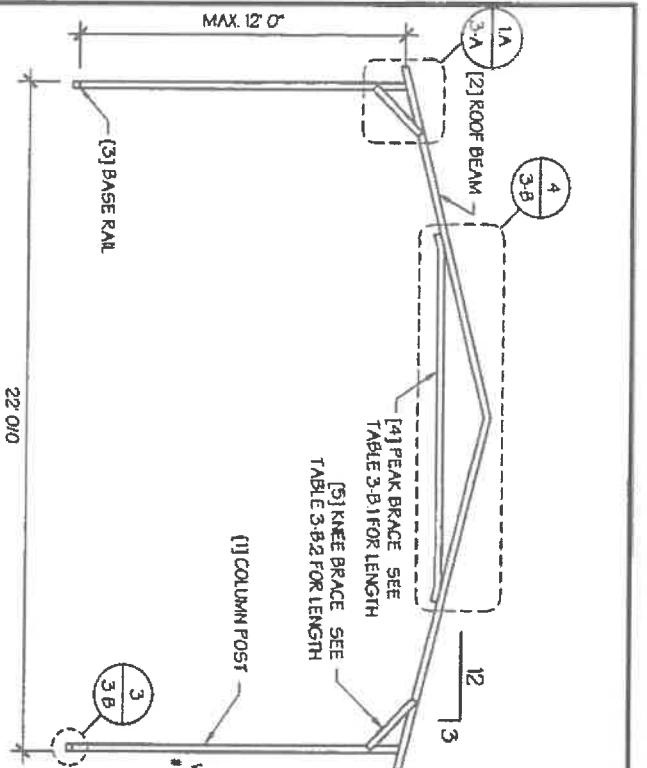 1A
3-A
[2] ROOF BEAM
4
3-B
MAX. 12' 0"
[3] BASE RAIL
[4] PEAK BRACE SEE
TABLE 3-B.1 FOR LENGTH
[5] KNEE BRACE SEE
TABLE 3-B.2 FOR LENGTH
[1] COLUMN POST
12
3
3
3-B
22' 0/0